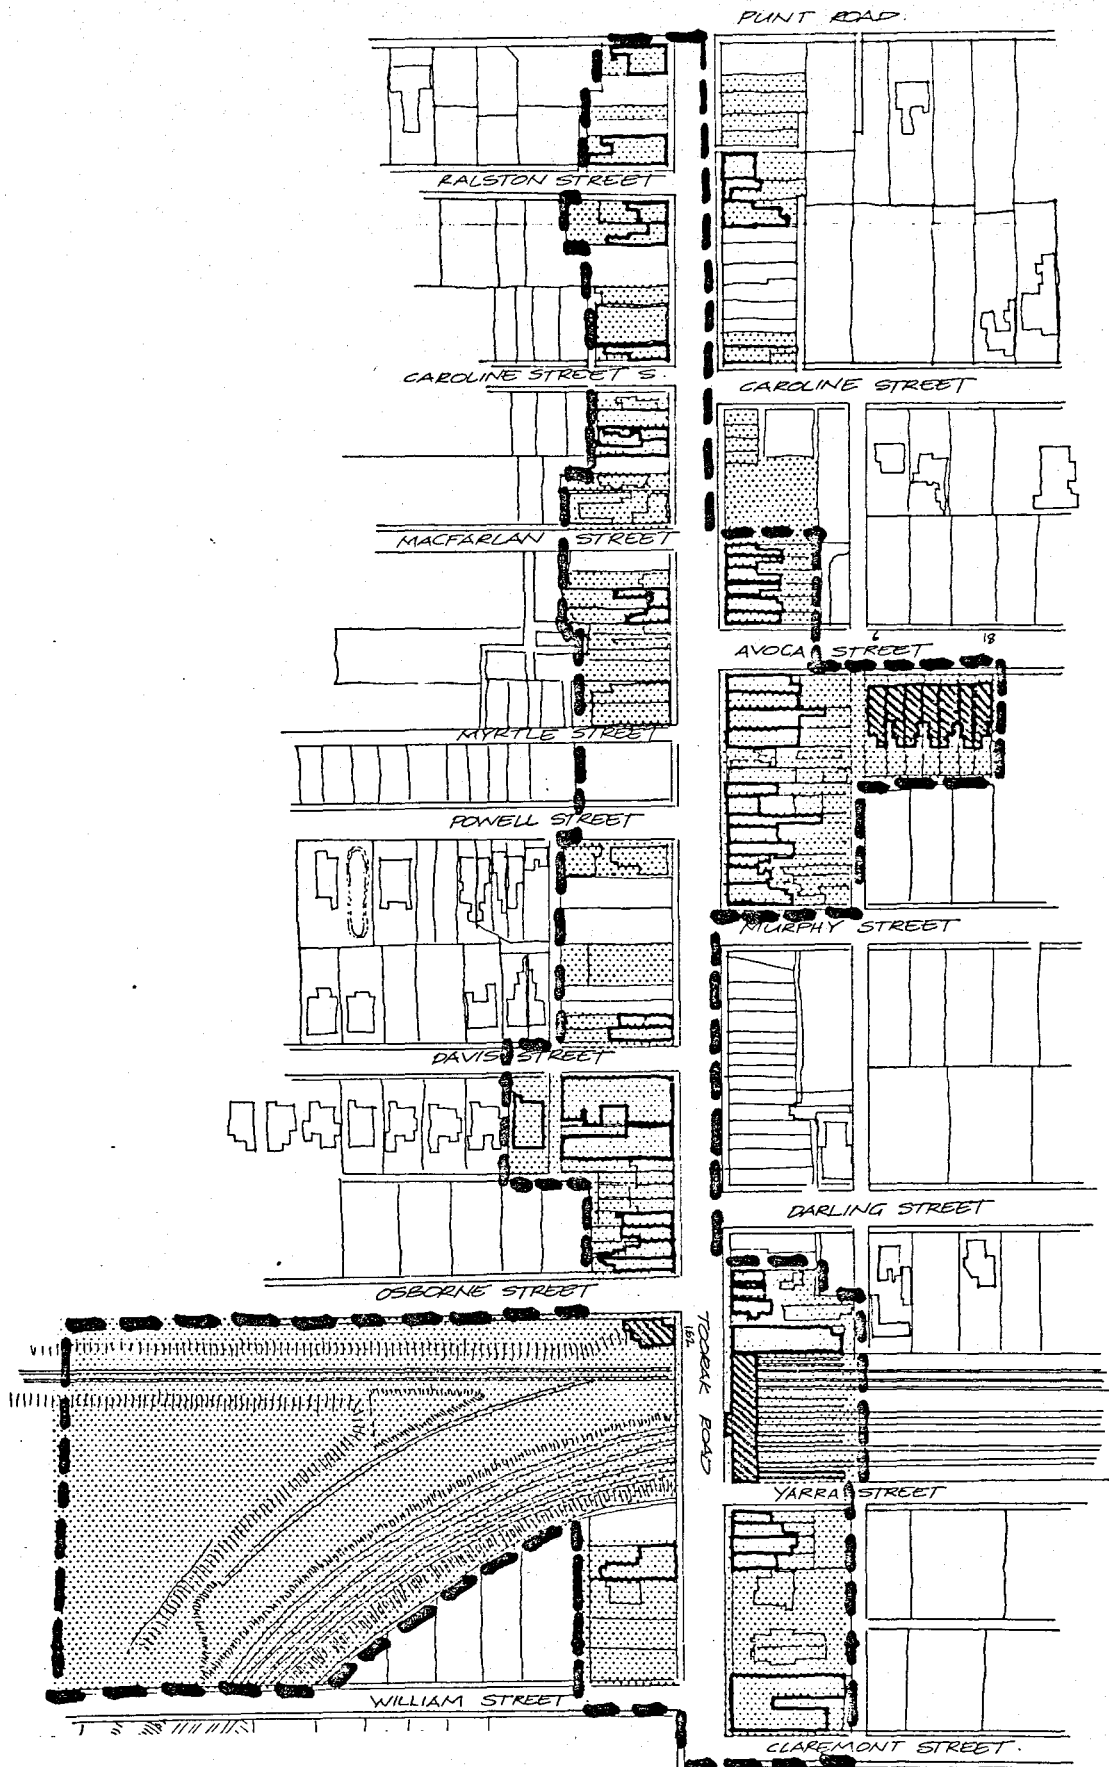 PUNT ROAD.
RALSTON STREET
CAROLINE STREET S.
CAROLINE STREET
MACFARLAN STREET
6
18
AVOCA STREET
MYRTLE STREET
POWELL STREET
MURPHY STREET
DAVIS STREET
DARLING STREET
OSBORNE STREET
162
TOORAK ROAD
YARRA STREET
WILLIAM STREET
CLAREMONT STREET.